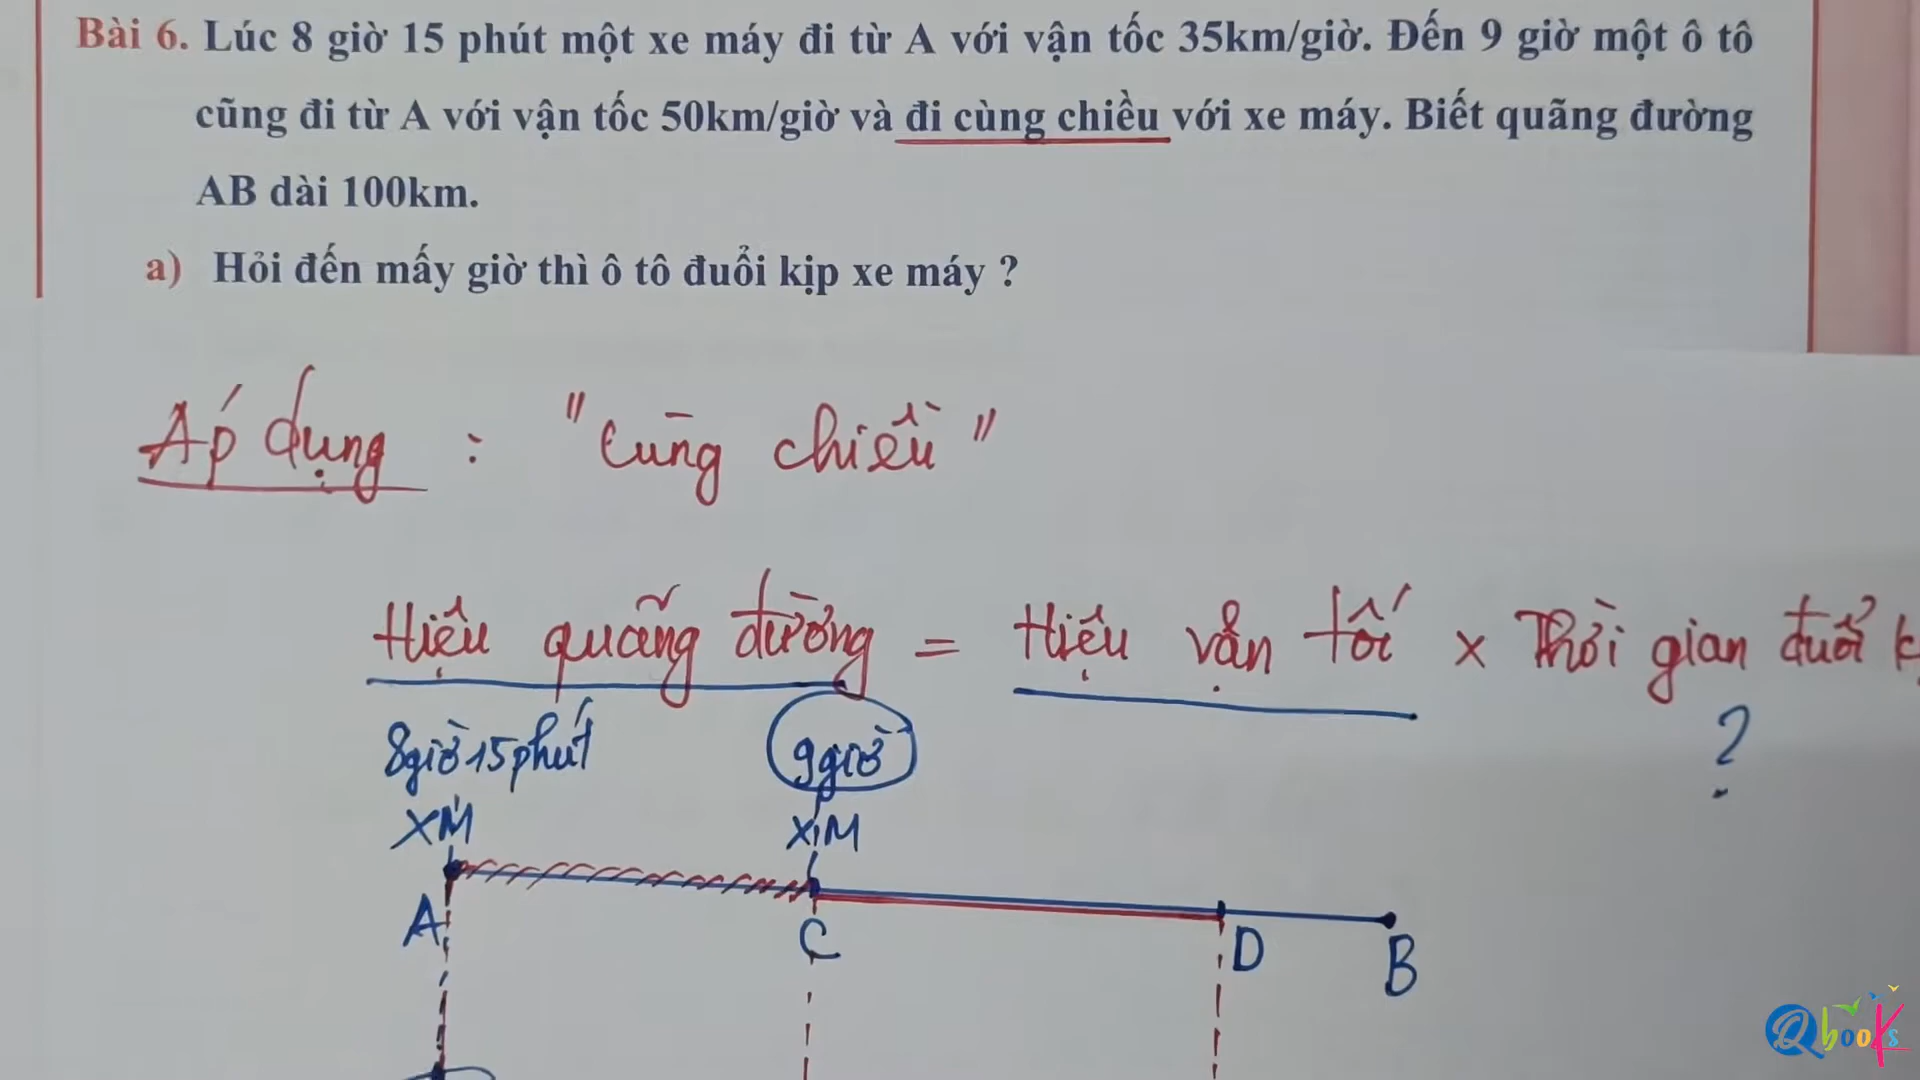 Bài 6. Lúc 8 giờ 15 phút một xe máy đi từ A với vận tốc 35km/giờ. Đến 9 giờ một ô tô
cũng đi từ A với vận tốc 50km/giờ và đi cùng chiều với xe máy. Biết quãng đường
AB dài 100km.
a) Hỏi đến mấy giờ thì ô tô đuổi kịp xe máy ?
Áp dụng : "Cùng chiều"
Hiệu quãng đường = Hiệu vận tốc x Thời gian đuổi k
8giờ 15phút 9giờ ?
XM XM
A C D B
Qbooks